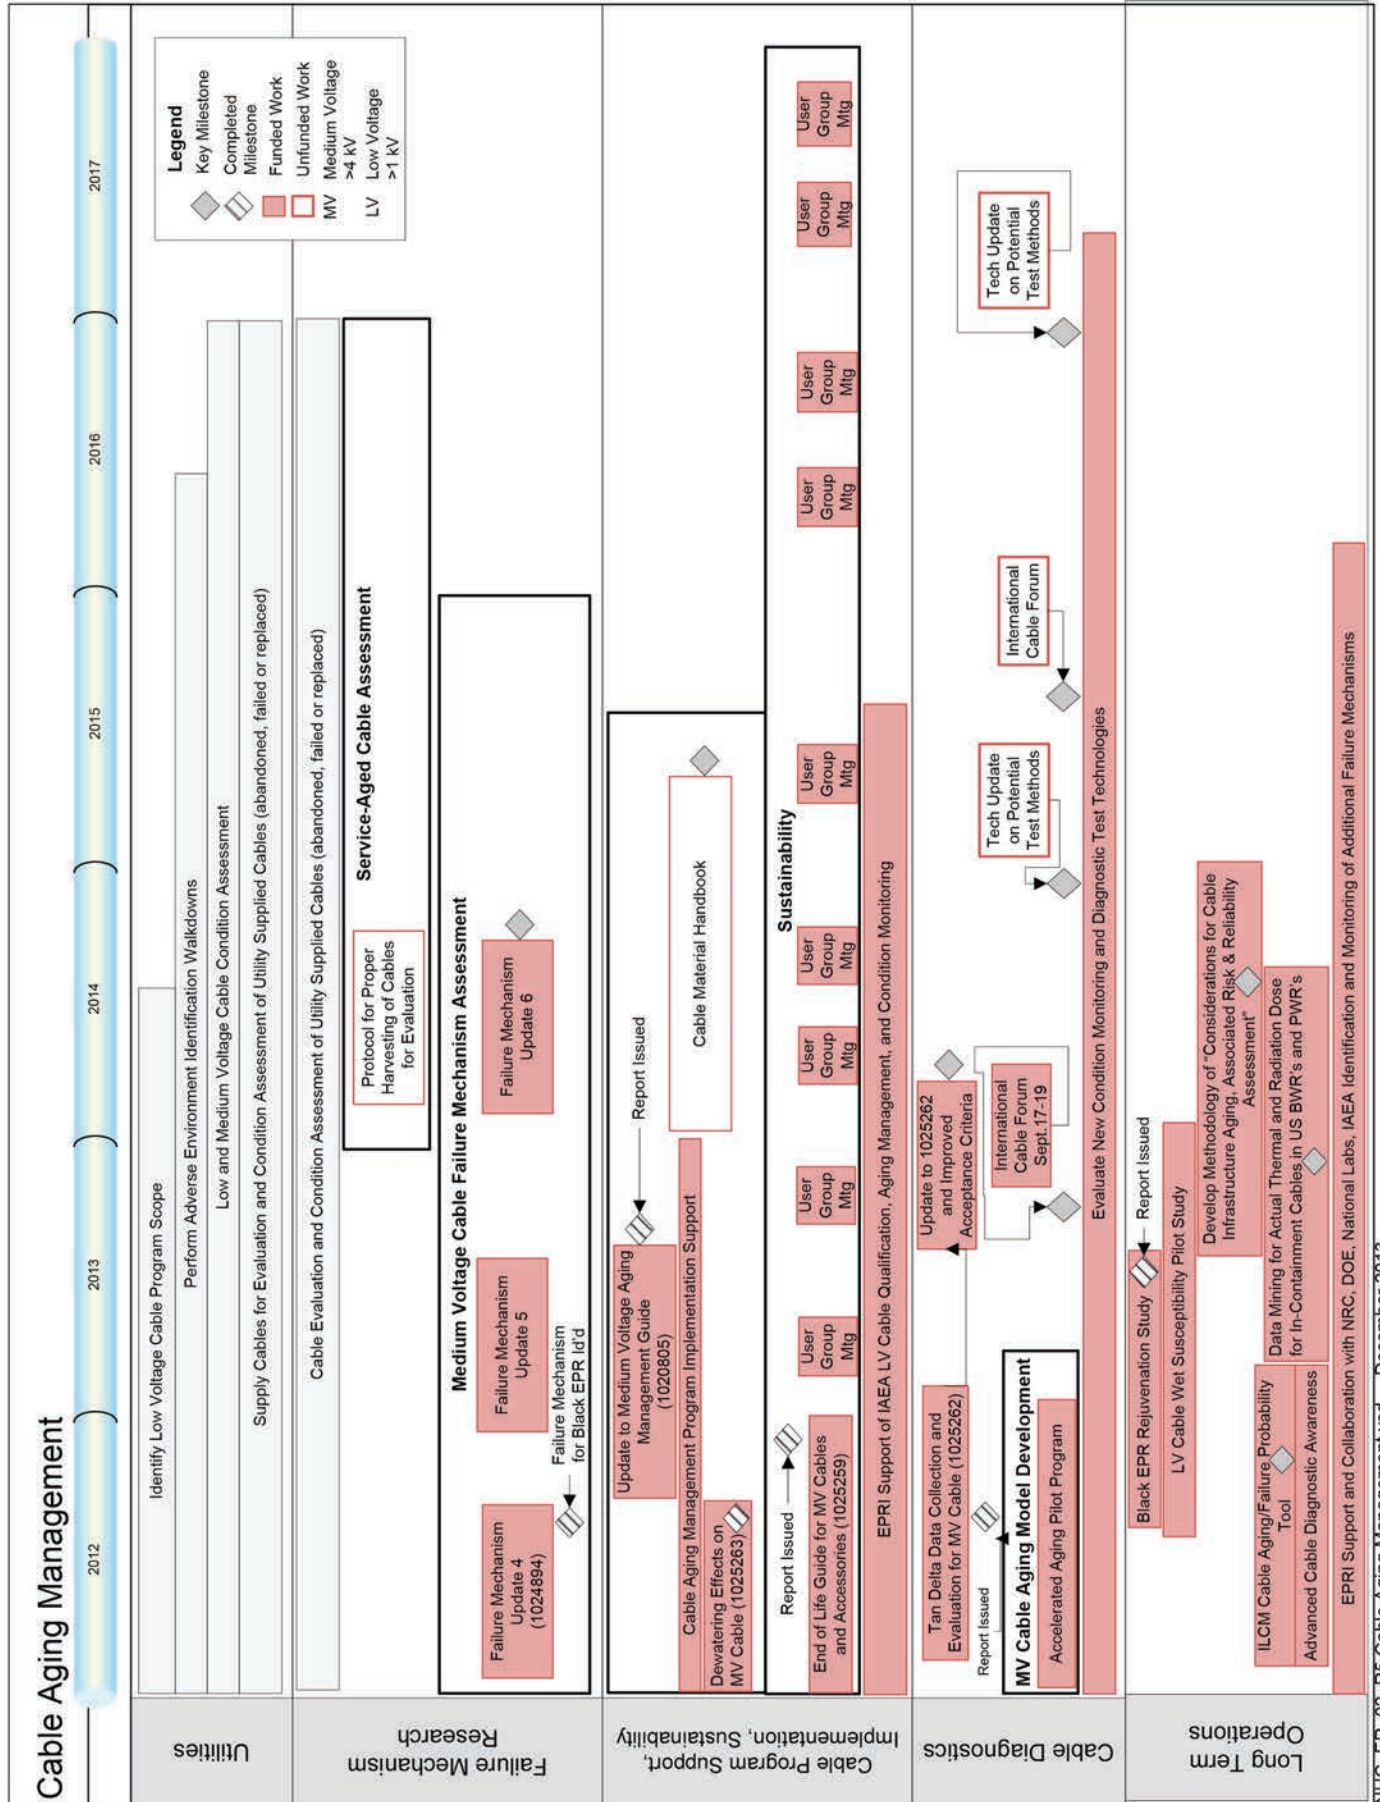 Cable Aging Management
2012
2013
2014
2015
2016
2017
Legend
Key Milestone
Completed
Milestone
Funded Work
Unfunded Work
MV Medium Voltage
>4 kV
LV Low Voltage
>1 kV
Utilities
Identify Low Voltage Cable Program Scope
Perform Adverse Environment Identification Walkdowns
Low and Medium Voltage Cable Condition Assessment
Supply Cables for Evaluation and Condition Assessment of Utility Supplied Cables (abandoned, failed or replaced)
Failure Mechanism
Research
Cable Evaluation and Condition Assessment of Utility Supplied Cables (abandoned, failed or replaced)
Service-Aged Cable Assessment
Protocol for Proper
Harvesting of Cables
for Evaluation
Medium Voltage Cable Failure Mechanism Assessment
Failure Mechanism
Update 4
(1024894)
Failure Mechanism
for Black EPR Id'd
Failure Mechanism
Update 5
Failure Mechanism
Update 6
Cable Program Support,
Implementation, Sustainability
Update to Medium Voltage Aging
Management Guide
(1020805)
Report Issued
Cable Aging Management Program Implementation Support
Dewatering Effects on
MV Cable (1025263)
Cable Material Handbook
Sustainability
Report Issued
End of Life Guide for MV Cables
and Accessories (1025259)
User
Group
Mtg
User
Group
Mtg
User
Group
Mtg
User
Group
Mtg
User
Group
Mtg
User
Group
Mtg
User
Group
Mtg
User
Group
Mtg
User
Group
Mtg
EPRI Support of IAEA LV Cable Qualification, Aging Management, and Condition Monitoring
Cable Diagnostics
Tan Delta Data Collection and
Evaluation for MV Cable (1025262)
Report Issued
Update to 1025262
and Improved
Acceptance Criteria
International
Cable Forum
Sept.17-19
MV Cable Aging Model Development
Accelerated Aging Pilot Program
Tech Update
on Potential
Test Methods
International
Cable Forum
Tech Update
on Potential
Test Methods
Evaluate New Condition Monitoring and Diagnostic Test Technologies
Long Term
Operations
Black EPR Rejuvenation Study
Report Issued
LV Cable Wet Susceptibility Pilot Study
Develop Methodology of "Considerations for Cable
Infrastructure Aging, Associated Risk & Reliability
Assessment"
ILCM Cable Aging/Failure Probability
Tool
Data Mining for Actual Thermal and Radiation Dose
for In-Containment Cables in US BWR's and PWR's
Advanced Cable Diagnostic Awareness
EPRI Support and Collaboration with NRC, DOE, National Labs, IAEA Identification and Monitoring of Additional Failure Mechanisms